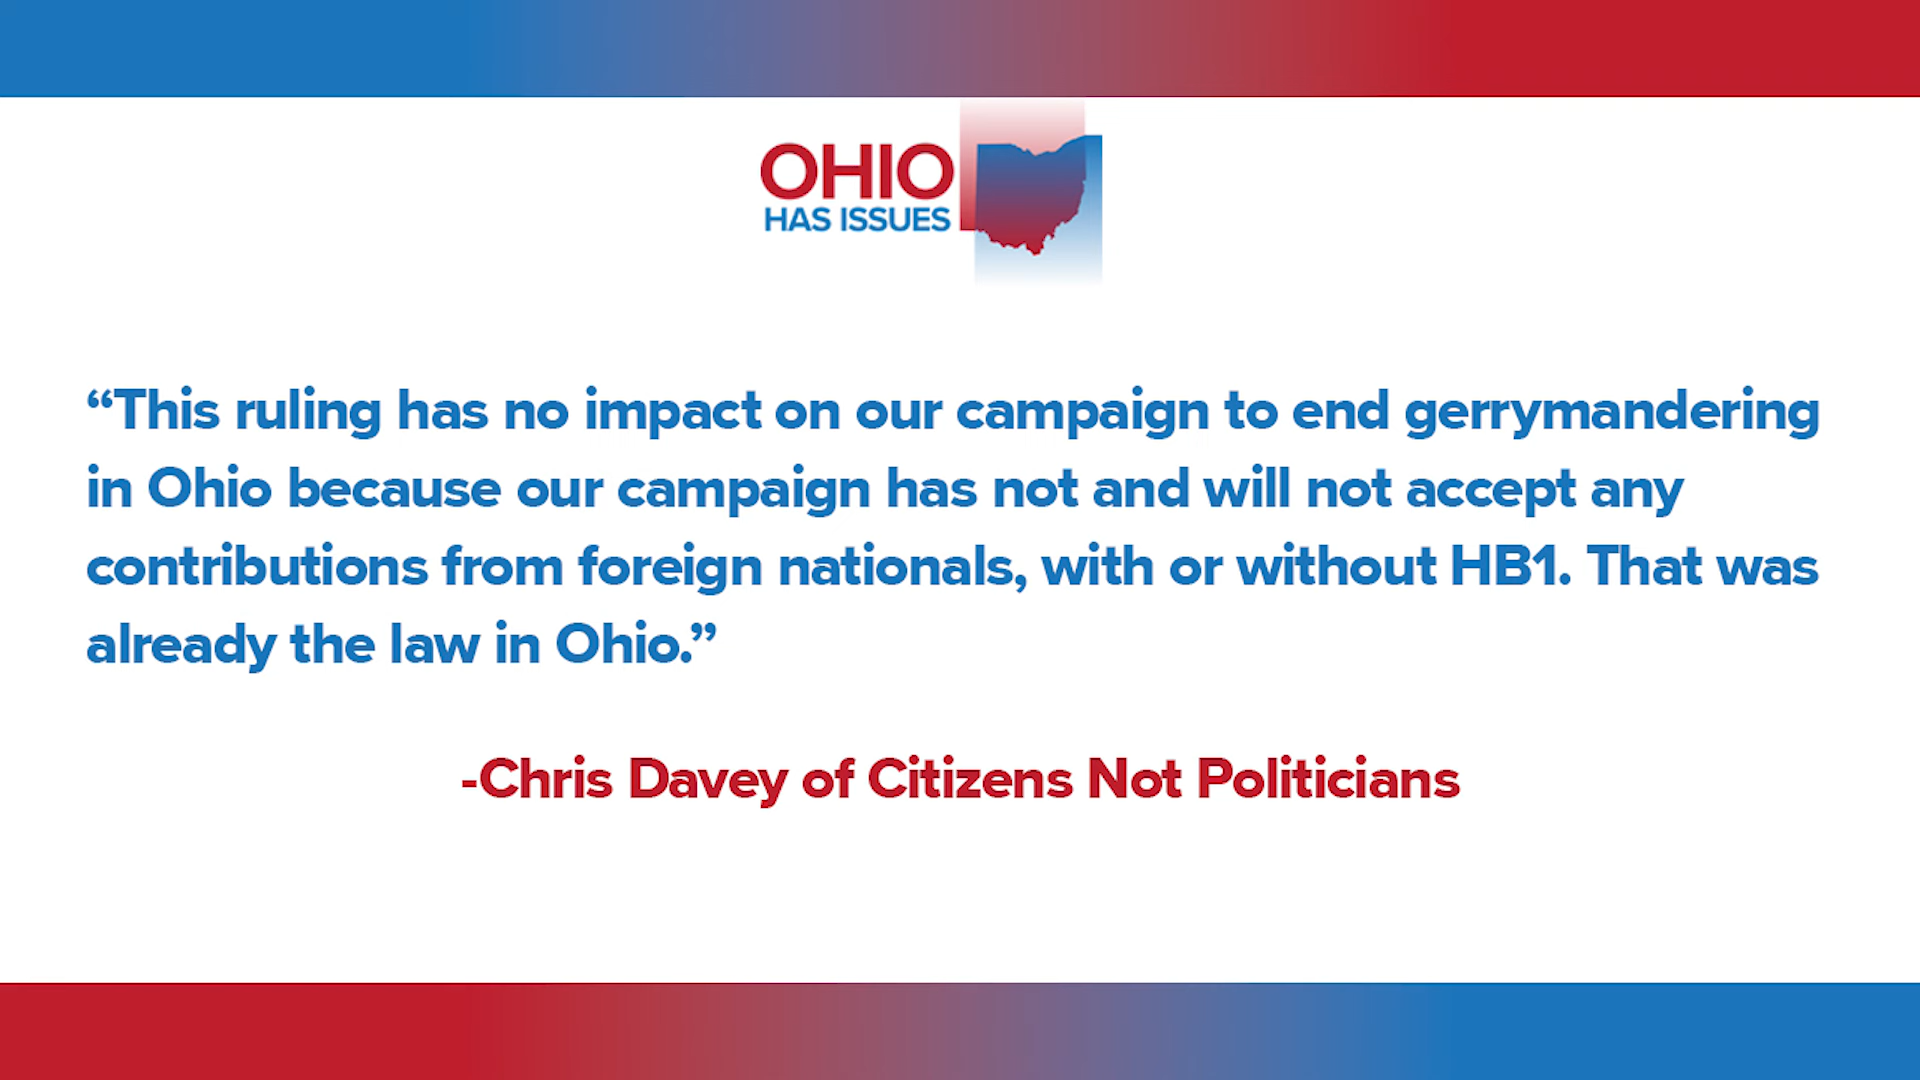 OHIO
HAS ISSUES
“This ruling has no impact on our campaign to end gerrymandering
in Ohio because our campaign has not and will not accept any
contributions from foreign nationals, with or without HB1. That was
already the law in Ohio.”
-Chris Davey of Citizens Not Politicians